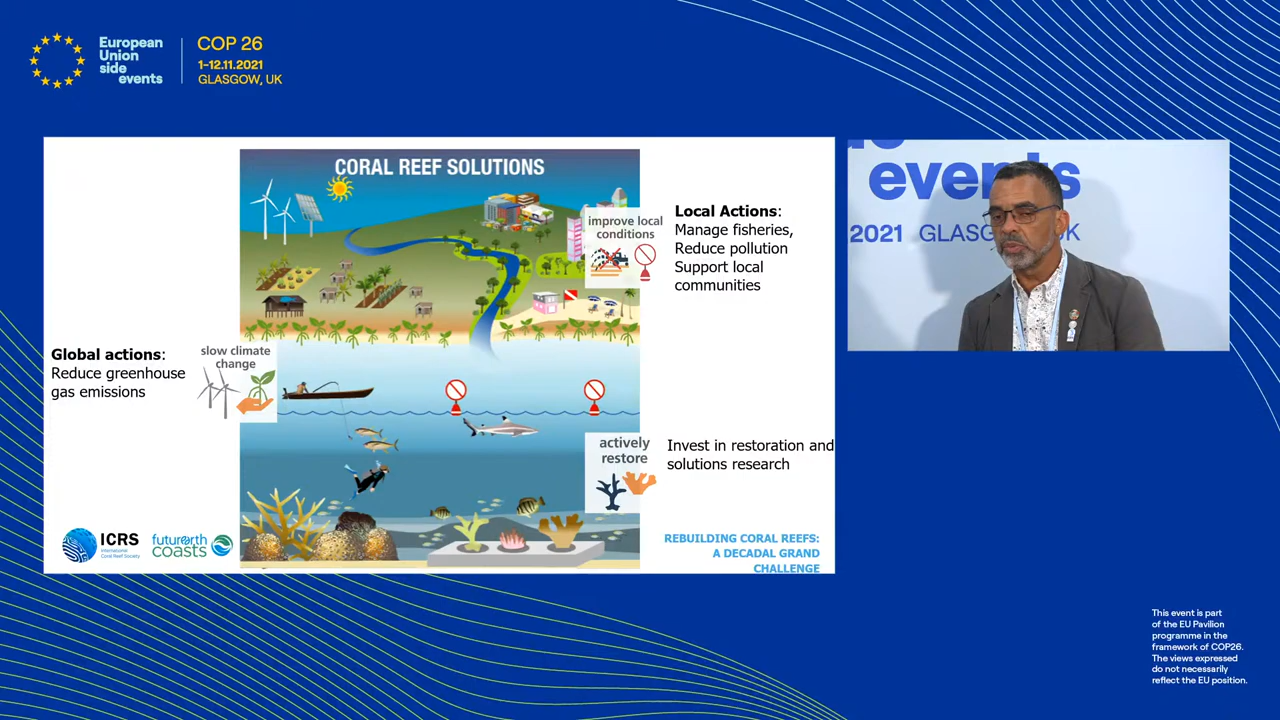 European
Union
side
events
COP 26
1-12.11.2021
GLASGOW, UK
CORAL REEF SOLUTIONS
improve local
conditions
Local Actions:
Manage fisheries,
Reduce pollution
Support local
communities
Global actions:
Reduce greenhouse
gas emissions
slow climate
change
actively
restore
Invest in restoration and
solutions research
ICRS
International
Coral Reef Society
futurearth
coasts
REBUILDING CORAL REEFS:
A DECADAL GRAND
CHALLENGE
events
2021 GLASG
K
This event is part
of the EU Pavilion
programme in the
framework of COP26.
The views expressed
do not necessarily
reflect the EU position.